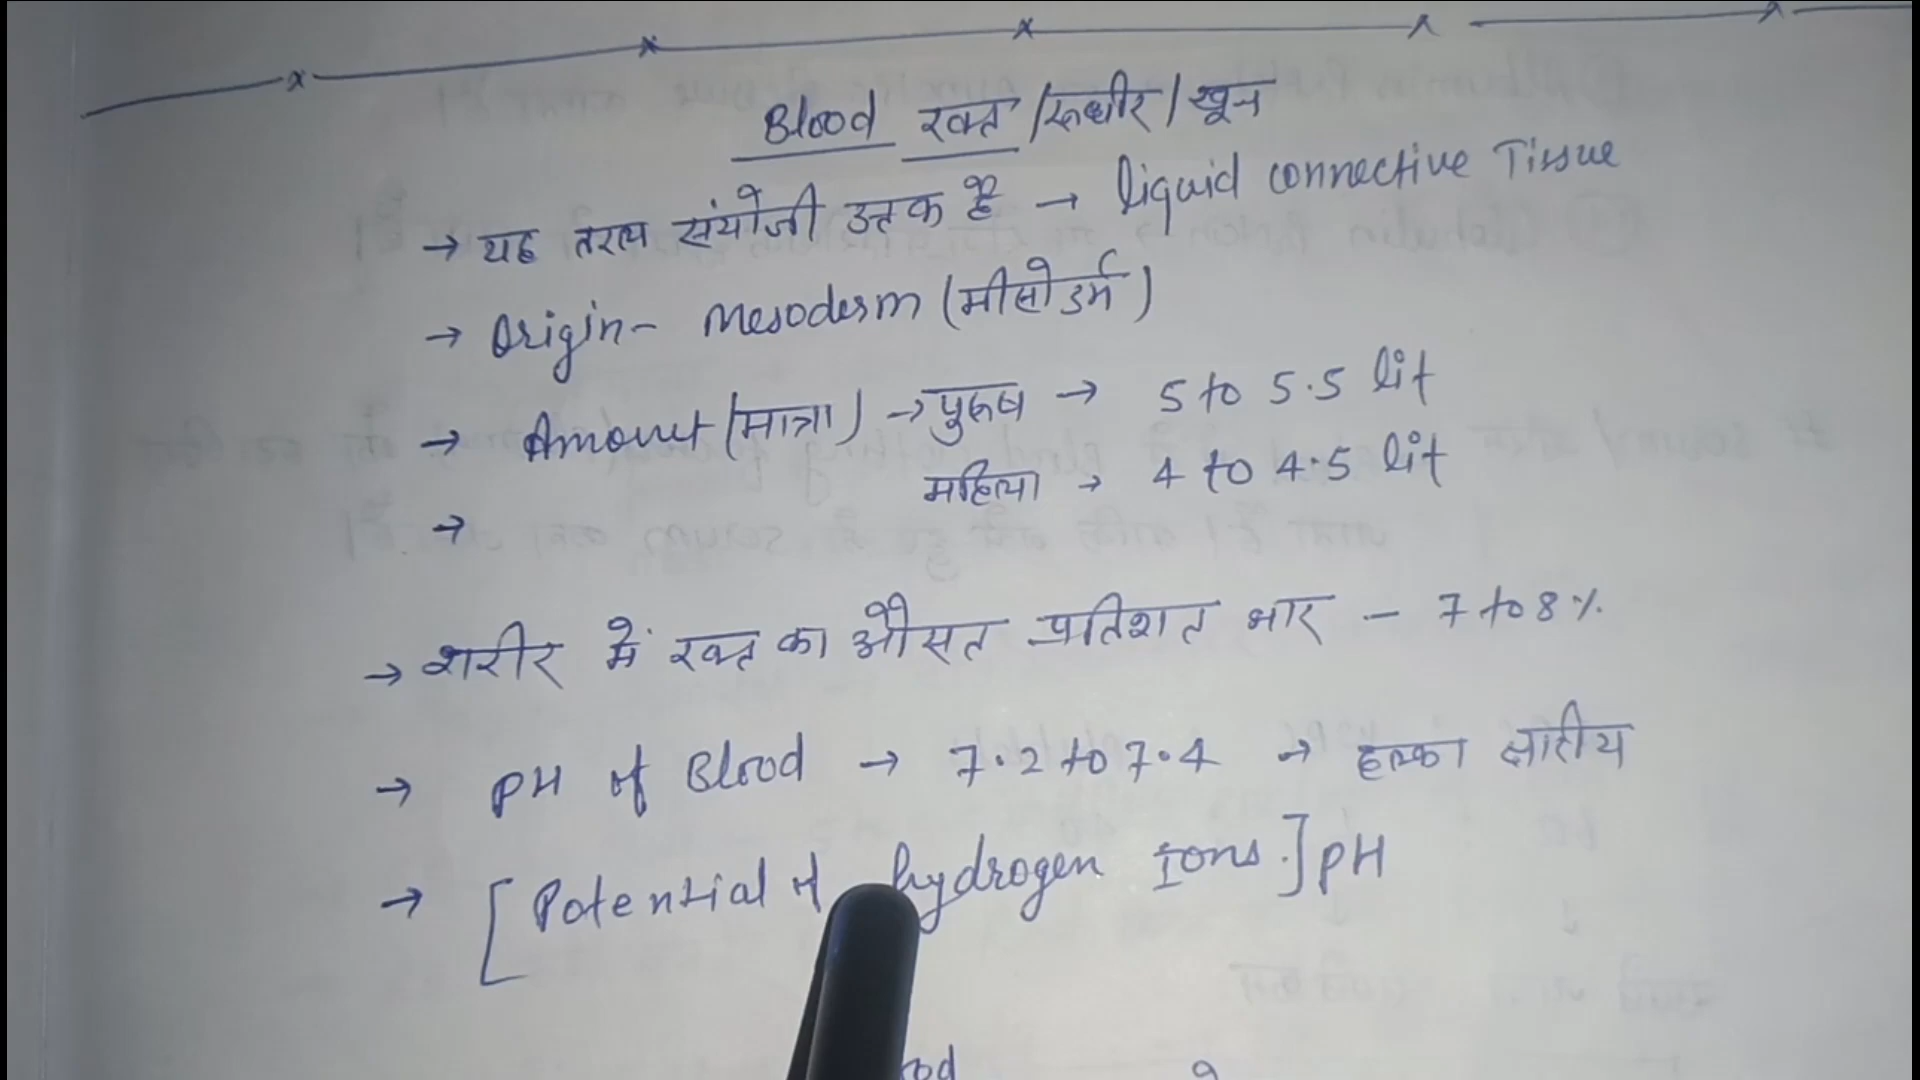 Blood रक्त/रूधीर/खून
→ यह तरल संयोजी उत्तक है → liquid connective Tissue
→ Origin - Mesoderm (मीसोडर्म)
→ Amount (मात्रा) → पुरूष → 5 to 5.5 lit
महिला → 4 to 4.5 lit
→
→ शरीर में रक्त का औसत प्रतिशत भार - 7 to 8%
→ PH of Blood → 7.2 to 7.4 → हल्का क्षारीय
→ [Potential of hydrogen Ions.] PH